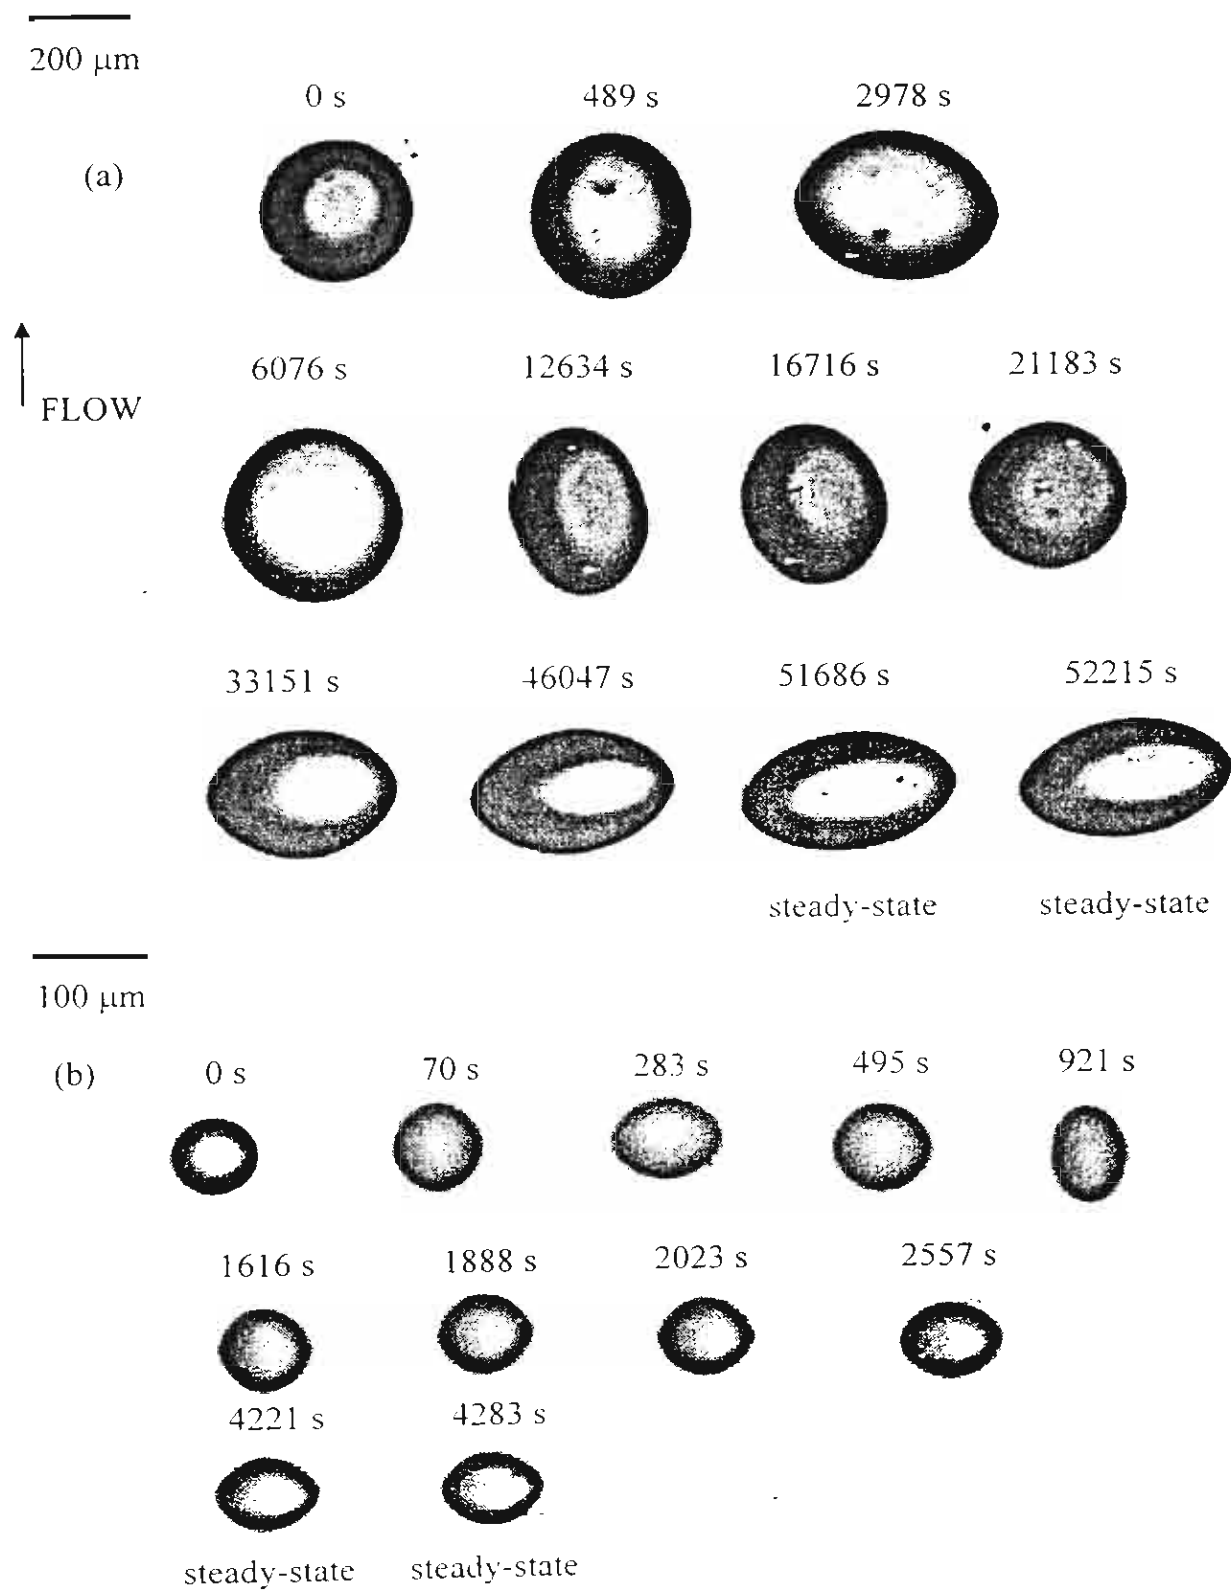 200 μm
0 s 489 s 2978 s
(a)
6076 s 12634 s 16716 s 21183 s
FLOW
33151 s 46047 s 51686 s 52215 s
steady-state steady-state
100 μm
(b) 0 s 70 s 283 s 495 s 921 s
1616 s 1888 s 2023 s 2557 s
4221 s 4283 s
steady-state steady-state